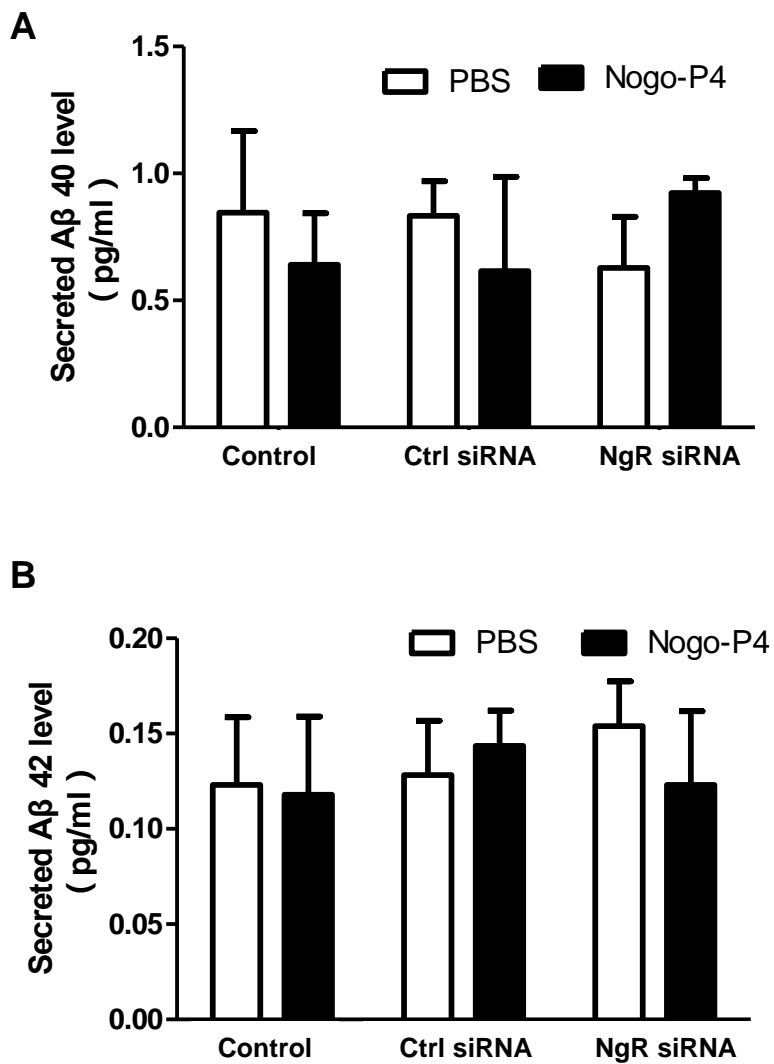 A
1.5
PBS Nogo-P4
1.0
0.5
0.0
Secreted Aβ 40 level
( pg/ml )
Control Ctrl siRNA NgR siRNA
B
0.20
PBS Nogo-P4
0.15
0.10
0.05
0.00
Secreted Aβ 42 level
( pg/ml )
Control Ctrl siRNA NgR siRNA